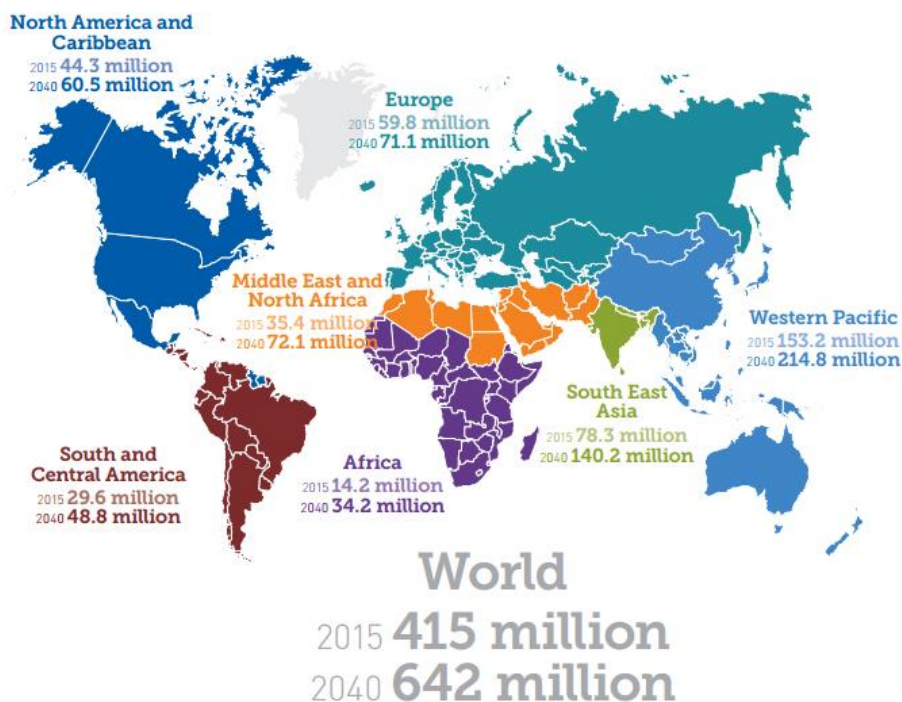 North America and
Caribbean
2015 44.3 million
2040 60.5 million
Europe
2015 59.8 million
2040 71.1 million
Middle East and
North Africa
2015 35.4 million
2040 72.1 million
Western Pacific
2015 153.2 million
2040 214.8 million
South East
Asia
2015 78.3 million
2040 140.2 million
South and
Central America
2015 29.6 million
2040 48.8 million
Africa
2015 14.2 million
2040 34.2 million
World
2015 415 million
2040 642 million